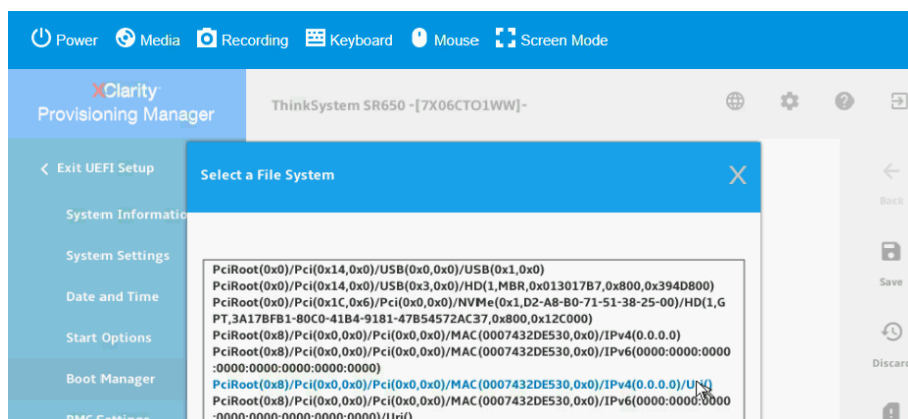 Power Media Recording Keyboard Mouse Screen Mode
XClarity
Provisioning Manager
ThinkSystem SR650 -[7X06CTO1WW]-
Exit UEFI Setup
Select a File System
X
Back
System Informatio
System Settings
PciRoot(0x0)/Pci(0x14,0x0)/USB(0x0,0x0)/USB(0x1,0x0)
PciRoot(0x0)/Pci(0x14,0x0)/USB(0x3,0x0)/HD(1,MBR,0x013017B7,0x800,0x394D800)
Save
Date and Time
PciRoot(0x0)/Pci(0x1C,0x6)/Pci(0x0,0x0)/NVMe(0x1,D2-A8-B0-71-51-38-25-00)/HD(1,G
PT,3A17BFB1-80C0-41B4-9181-47B54572AC37,0x800,0x12C000)
Start Options
PciRoot(0x8)/Pci(0x0,0x0)/Pci(0x0,0x0)/MAC(0007432DE530,0x0)/IPv4(0.0.0.0)
PciRoot(0x8)/Pci(0x0,0x0)/Pci(0x0,0x0)/MAC(0007432DE530,0x0)/IPv6(0000:0000:0000
:0000:0000:0000:0000:0000)
Discard
Boot Manager
PciRoot(0x8)/Pci(0x0,0x0)/Pci(0x0,0x0)/MAC(0007432DE530,0x0)/IPv4(0.0.0.0)/Uri()
PciRoot(0x8)/Pci(0x0,0x0)/Pci(0x0,0x0)/MAC(0007432DE530,0x0)/IPv6(0000:0000:0000
:0000:0000:0000:0000:0000)/Uri()
BMC Settings